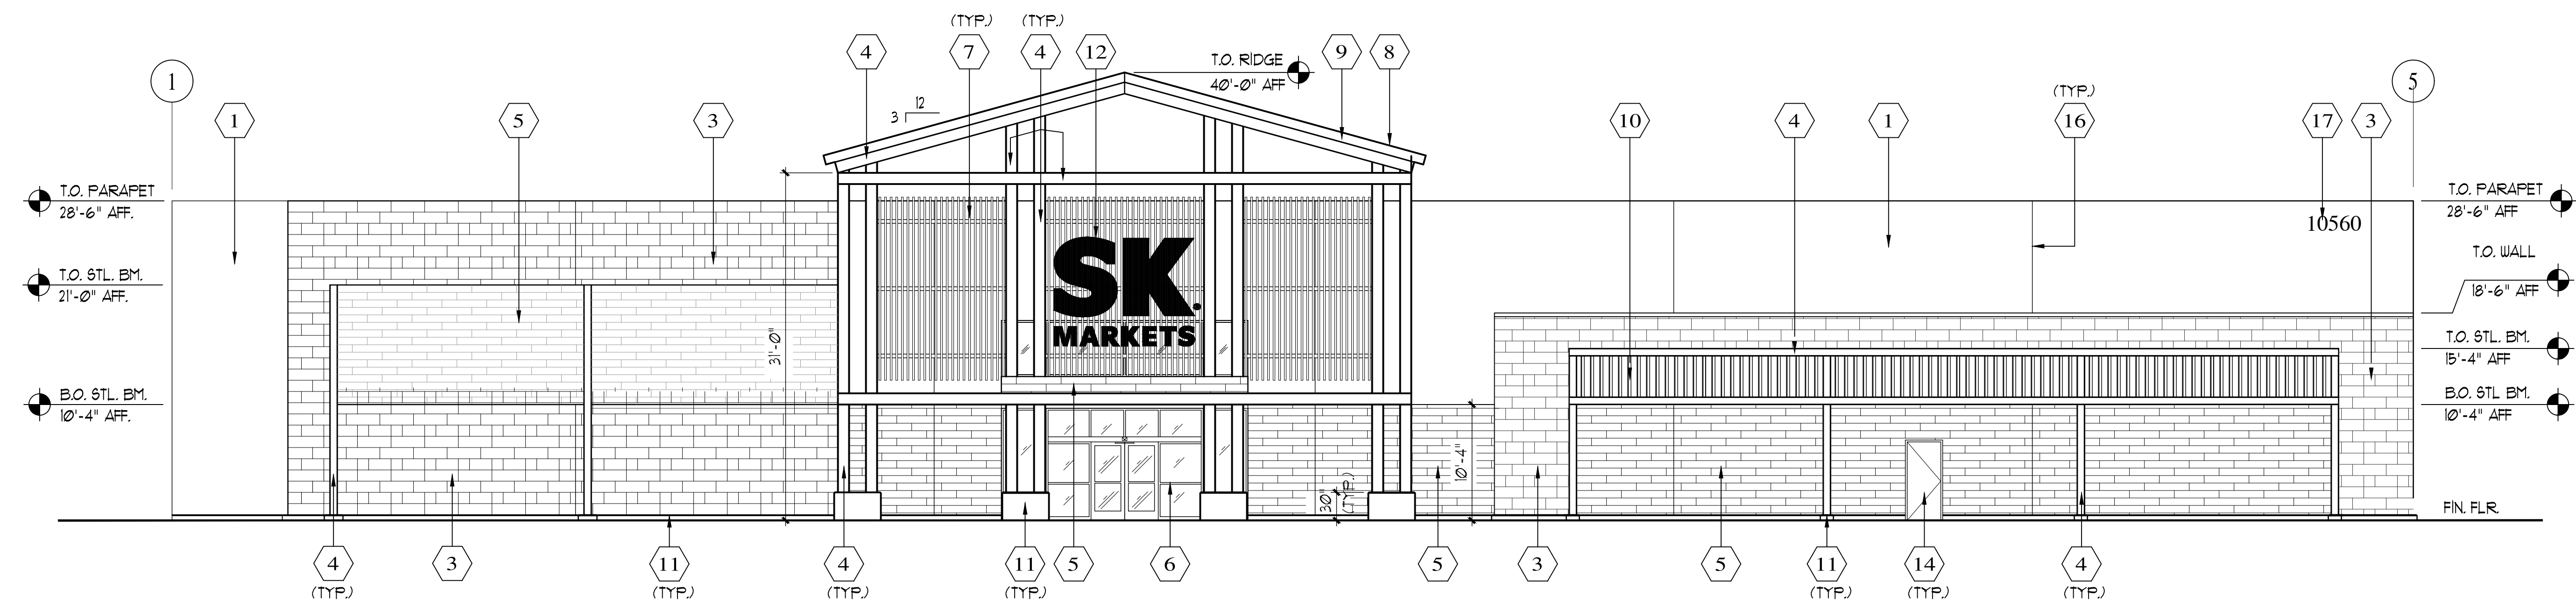 (TYP.) (TYP.)
4 7 4 12 9 8
T.O. RIDGE
40'-0" AFF
1 5
12
3
(TYP.)
1 5 3 10 4 1 16 17 3
T.O. PARAPET
28'-6" AFF.
T.O. PARAPET
28'-6" AFF
10560
T.O. WALL
18'-6" AFF
T.O. STL. BM.
21'-0" AFF.
SK
MARKETS
31'-0"
T.O. STL. BM.
15'-4" AFF
B.O. STL. BM.
10'-4" AFF.
B.O. STL. BM.
10'-4" AFF
10'-4"
30"
(TYP.)
FIN. FLR.
4 3 11 4 11 5 6 5 3 5 11 14 4
(TYP.) (TYP.) (TYP.) (TYP.) (TYP.) (TYP.) (TYP.)